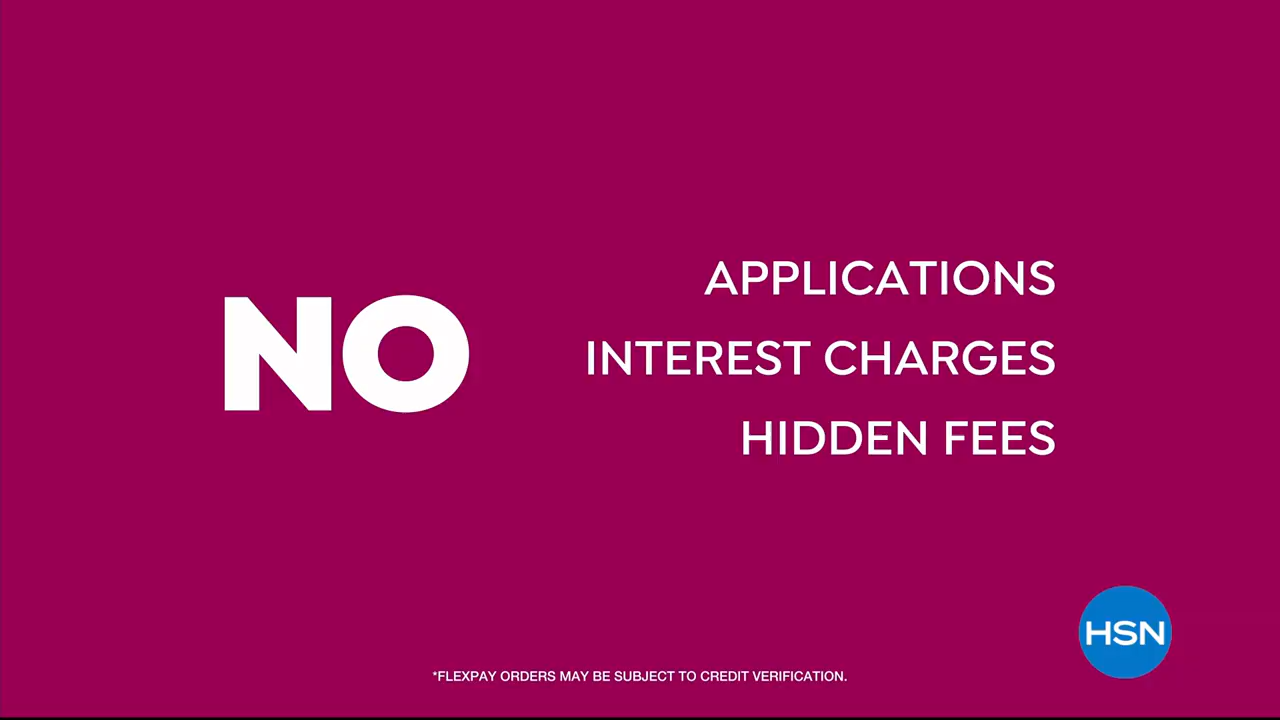 NO
APPLICATIONS
INTEREST CHARGES
HIDDEN FEES
HSN
*FLEXPAY ORDERS MAY BE SUBJECT TO CREDIT VERIFICATION.